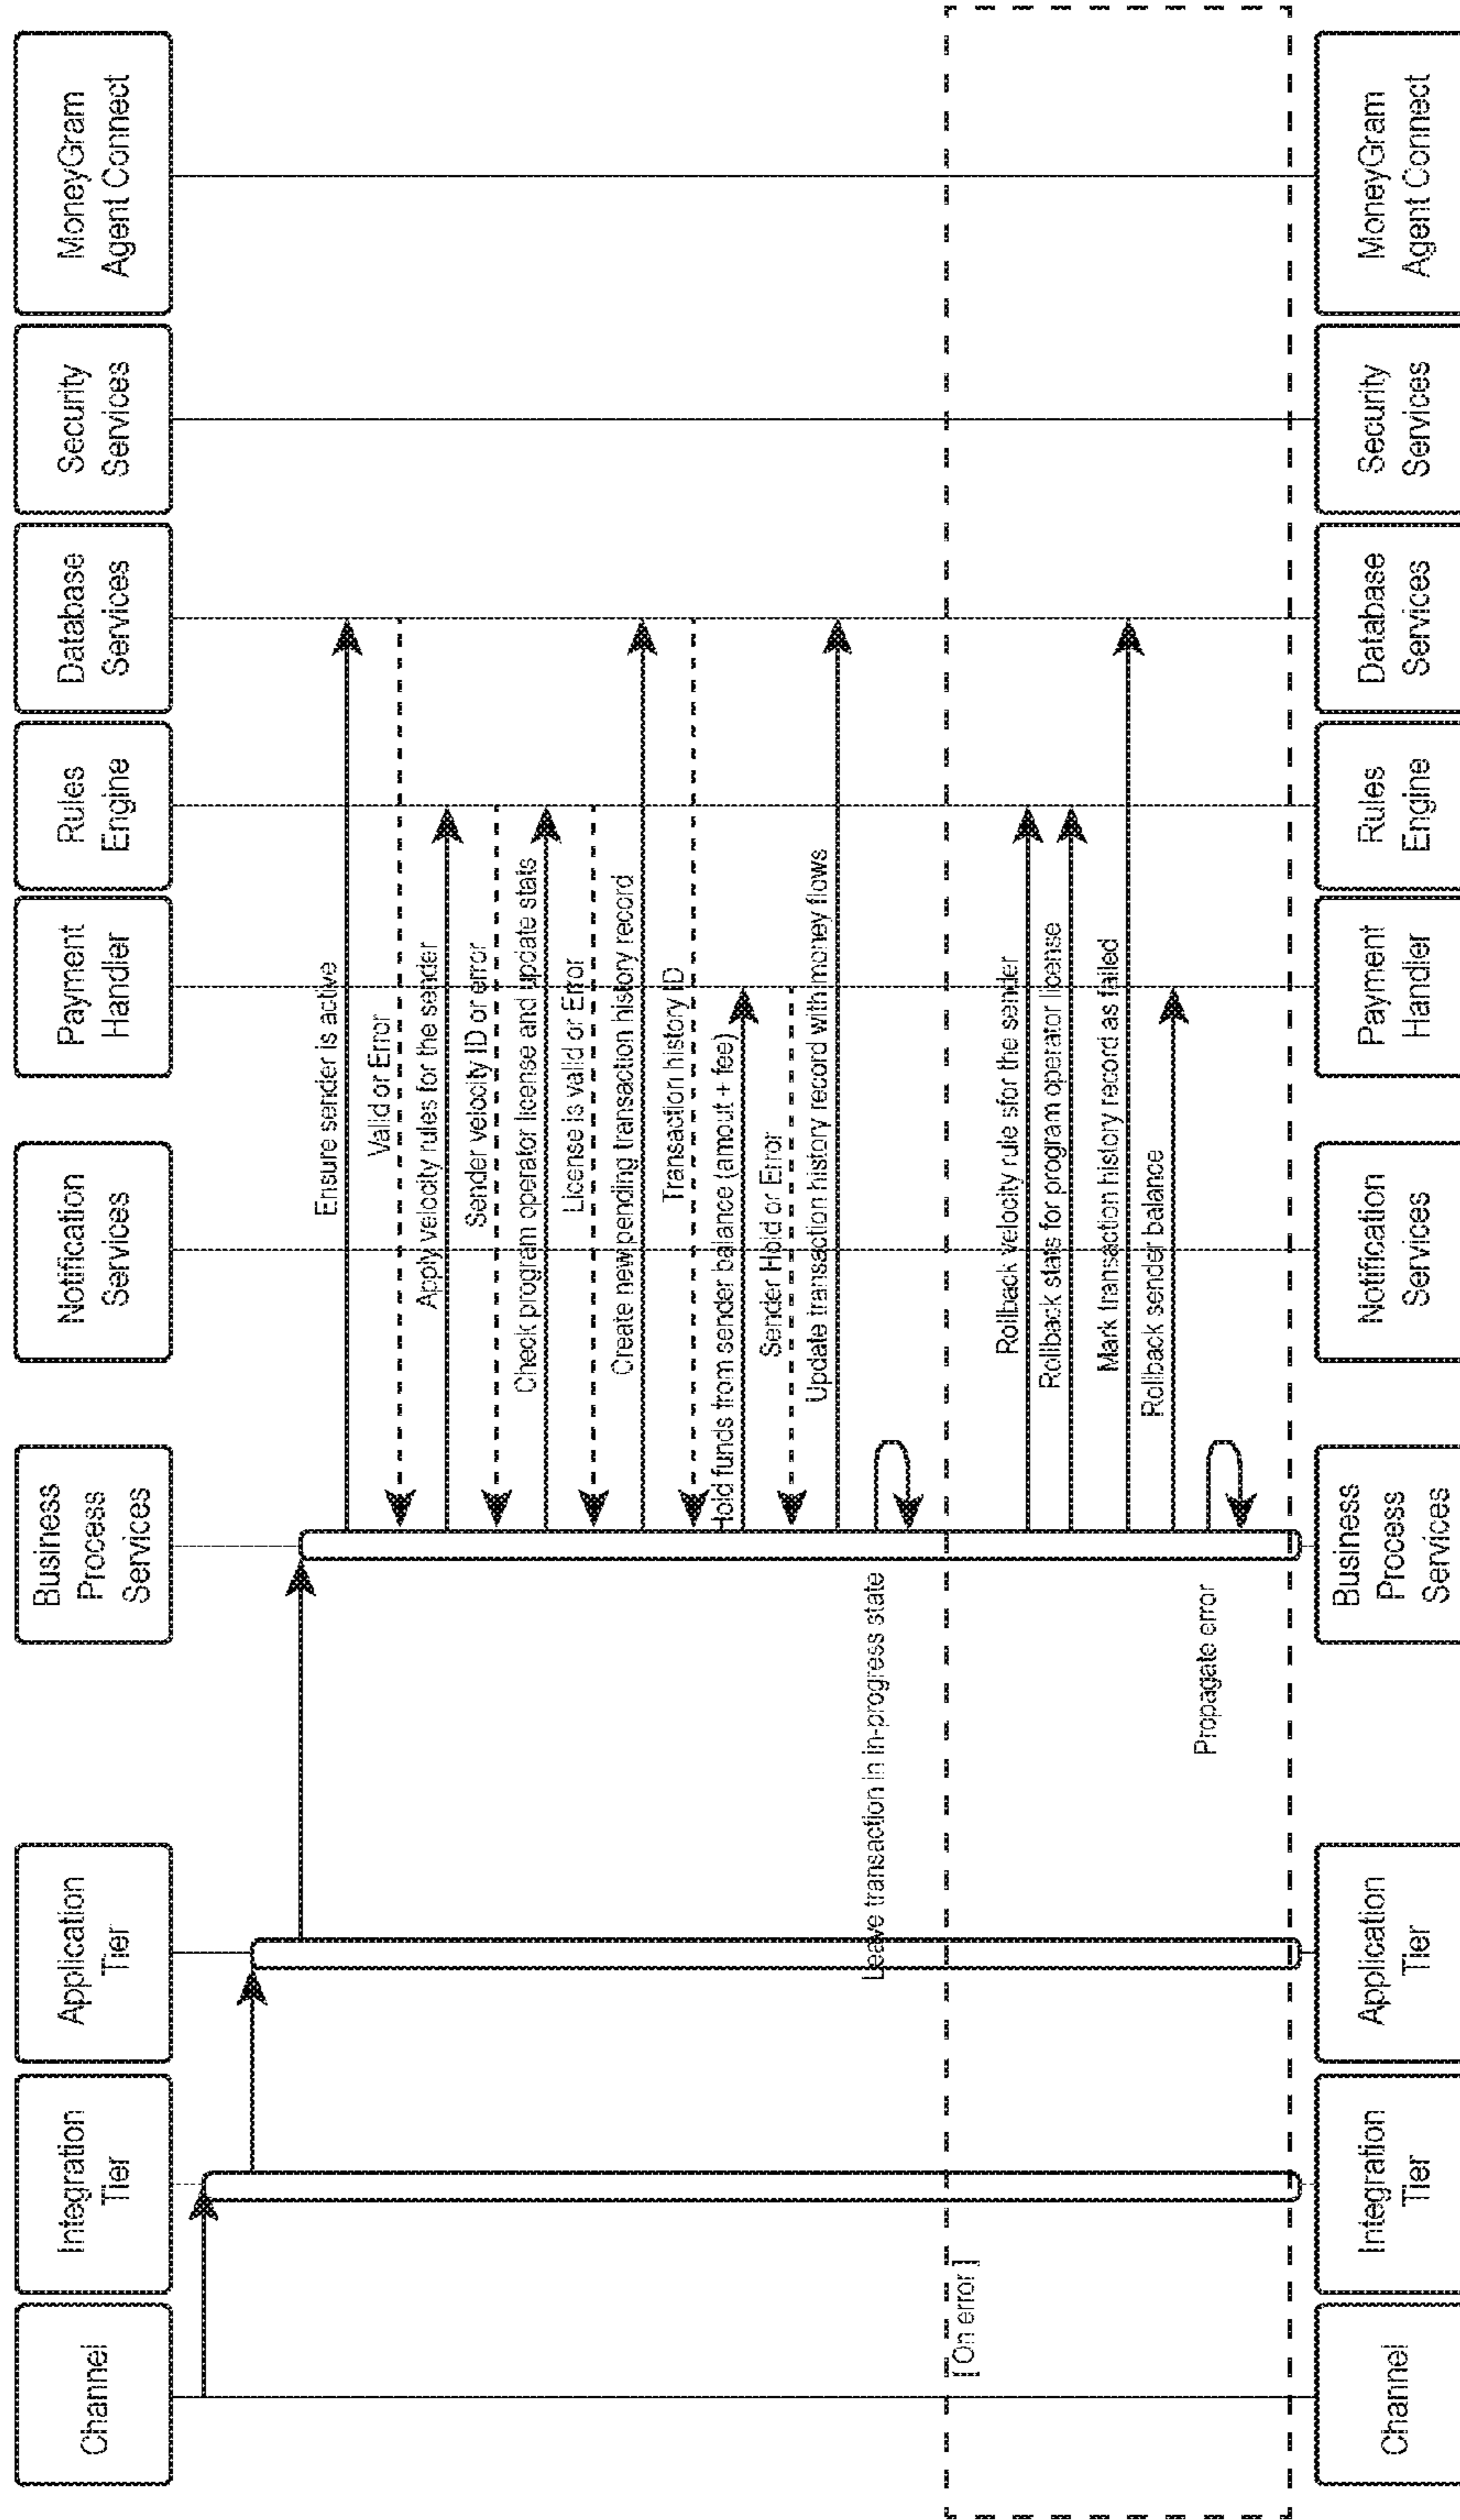 Channel
Integration
Tier
Application
Tier
Business
Process
Services
Notification
Services
Payment
Handler
Rules
Engine
Database
Services
Security
Services
MoneyGram
Agent Connect
Ensure sender is active
Valid or Error
Apply velocity rules for the sender
Sender velocity ID or error
Check program operator license and update stats
License is valid or Error
Create new pending transaction history record
Transaction history ID
Hold funds from sender balance (amout + fee)
Sender Hold or Error
Update transaction history record with money flows
Leave transaction in in-progress state
[ On error ]
Rollback velocity rule sfor the sender
Rollback stats for program operator license
Mark transaction history record as failed
Rollback sender balance
Propagate error
Channel
Integration
Tier
Application
Tier
Business
Process
Services
Notification
Services
Payment
Handler
Rules
Engine
Database
Services
Security
Services
MoneyGram
Agent Connect